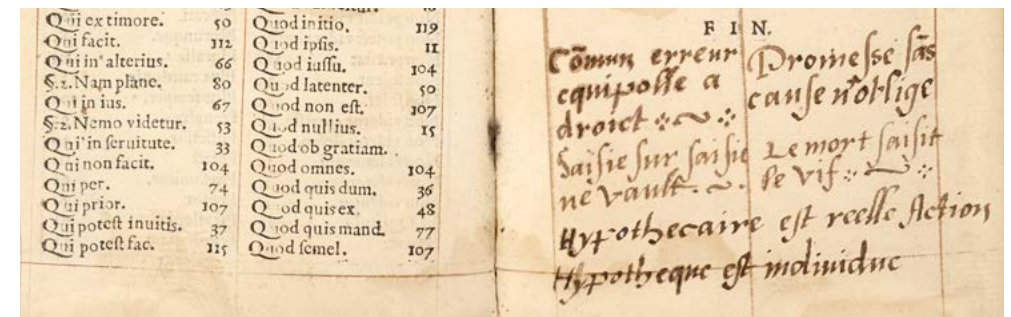 Qui ex timore. 50
Qui facit. 112
Qui in alterius. 66
§.2. Nam plane. 80
Qui in ius. 67
§.2. Nemo videtur. 53
Qui in seruitute. 33
Qui non facit. 104
Qui per. 74
Qui prior. 107
Qui potest inuitis. 37
Qui potest fac. 115
Quod initio. 119
Quod ipsis. 11
Quod iussu. 104
Quod latenter. 50
Quod non est. 107
Quod nullius. 15
Quod ob gratiam.
Quod omnes. 104
Quod quis dum. 36
Quod quis ex. 48
Quod quis mand. 77
Quod semel. 107
FIN.
Cōmun erreur
equipolle a
droict
Saisie sur saisie
ne vault.
Promesse sãs
cause n'oblige
Le mort saisit
le vif
Hypothecaire est reelle Action
Hypotheque est individue